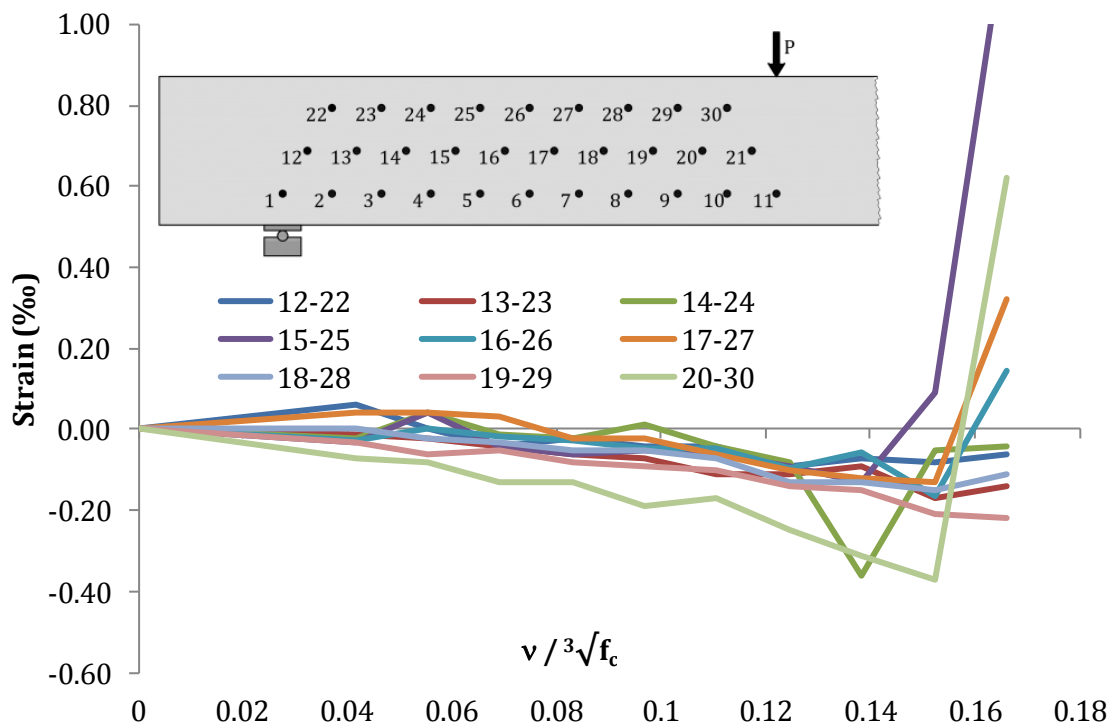 1.00
P
0.80
22 23 24 25 26 27 28 29 30
12 13 14 15 16 17 18 19 20 21
0.60
1 2 3 4 5 6 7 8 9 10 11
0.40
12-22 13-23 14-24
15-25 16-26 17-27
0.20
18-28 19-29 20-30
Strain (‰)
0.00
-0.20
-0.40
ν / ³√fc
-0.60
0 0.02 0.04 0.06 0.08 0.1 0.12 0.14 0.16 0.18